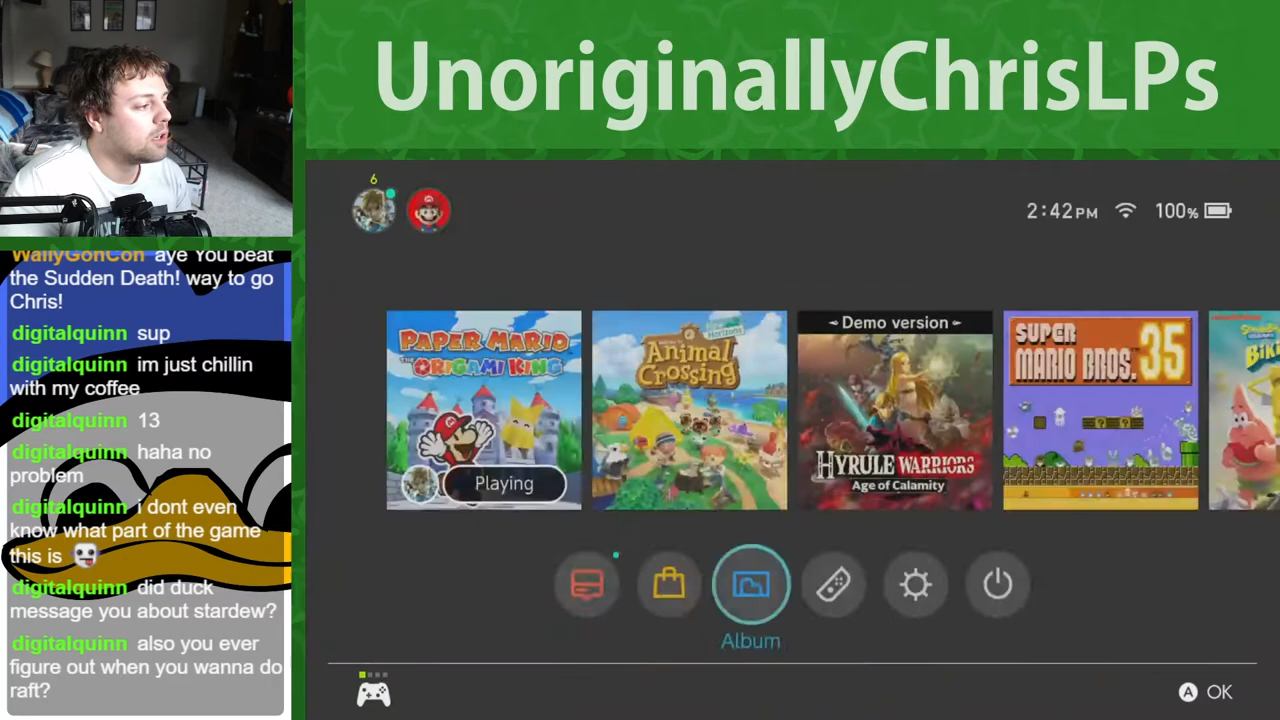 UnoriginallyChrisLPs
6
2:42 PM 100%
WallyGonCon aye You beat
the Sudden Death! way to go
Chris!
digitalquinn sup
digitalquinn im just chillin
with my coffee
digitalquinn 13
digitalquinn haha no
problem
digitalquinn i dont even
know what part of the game
this is
digitalquinn did duck
message you about stardew?
digitalquinn also you ever
figure out when you wanna do
raft?
PAPER MARIO
THE ORIGAMI KING
Playing
Animal
Crossing
Horizons
Demo version
HYRULE WARRIORS
Age of Calamity
SUPER
MARIO BROS. 35
Album
A OK